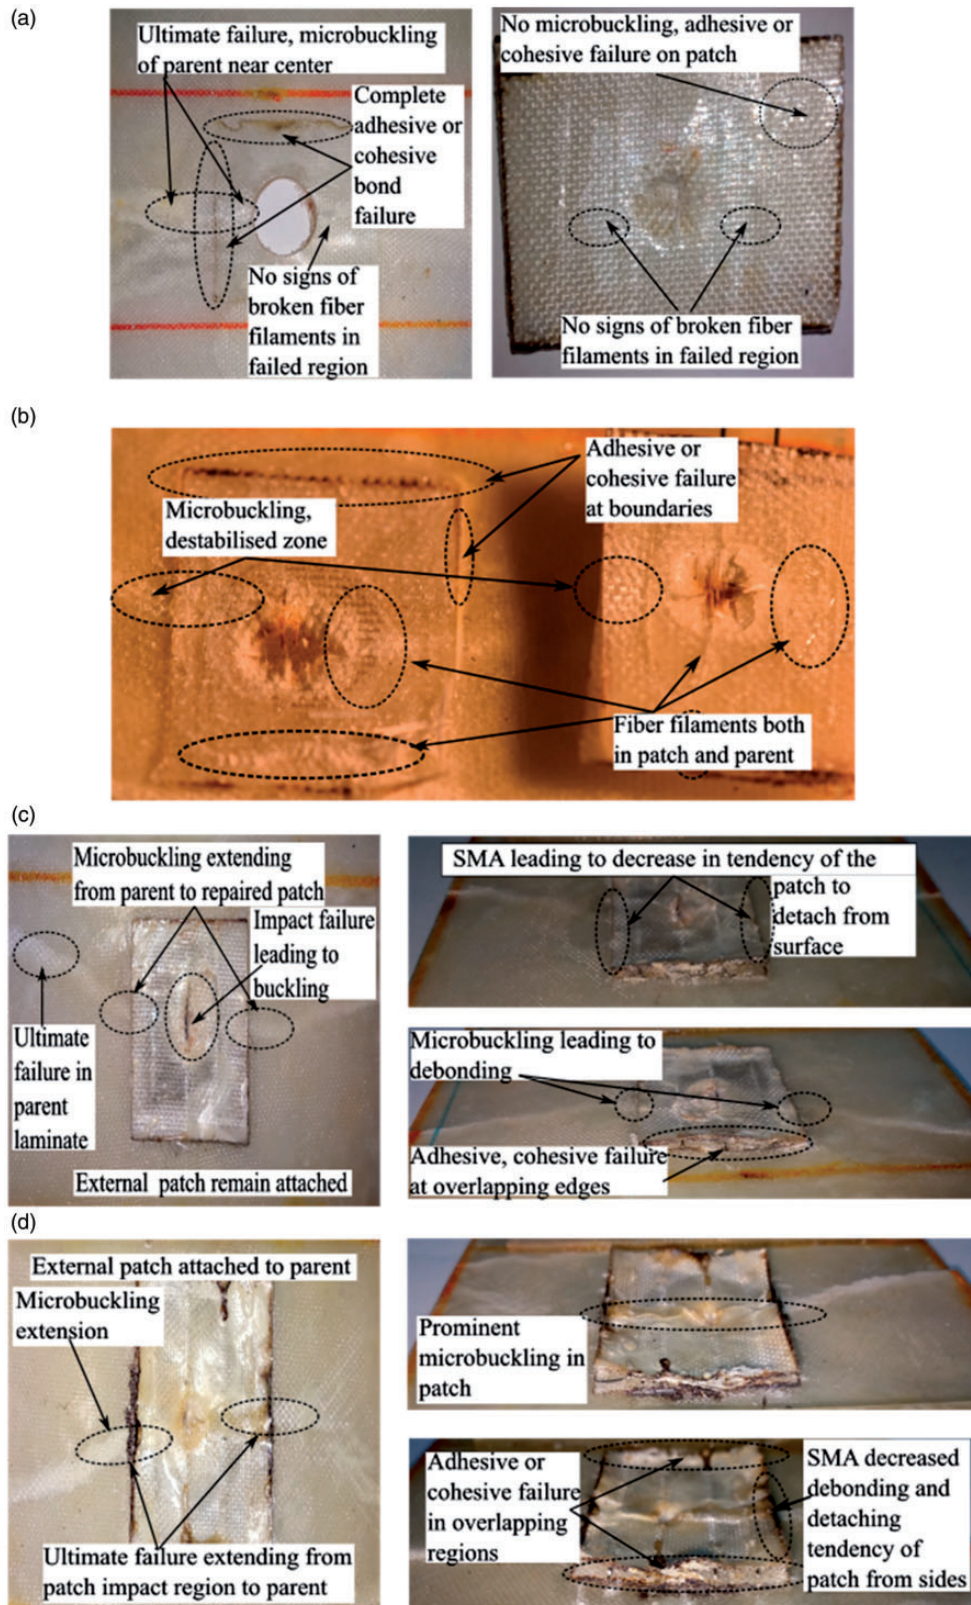 (a)
Ultimate failure, microbuckling
of parent near center
Complete
adhesive or
cohesive
bond
failure
No signs of
broken fiber
filaments in
failed region
No microbuckling, adhesive or
cohesive failure on patch
No signs of broken fiber
filaments in failed region
(b)
Adhesive or
cohesive failure
at boundaries
Microbuckling,
destabilised zone
Fiber filaments both
in patch and parent
(c)
Microbuckling extending
from parent to repaired patch
Impact failure
leading to
buckling
Ultimate
failure in
parent
laminate
External patch remain attached
SMA leading to decrease in tendency of the
patch to
detach from
surface
Microbuckling leading to
debonding
Adhesive, cohesive failure
at overlapping edges
(d)
External patch attached to parent
Microbuckling
extension
Ultimate failure extending from
patch impact region to parent
Prominent
microbuckling in
patch
Adhesive or
cohesive failure
in overlapping
regions
SMA decreased
debonding and
detaching
tendency of
patch from sides